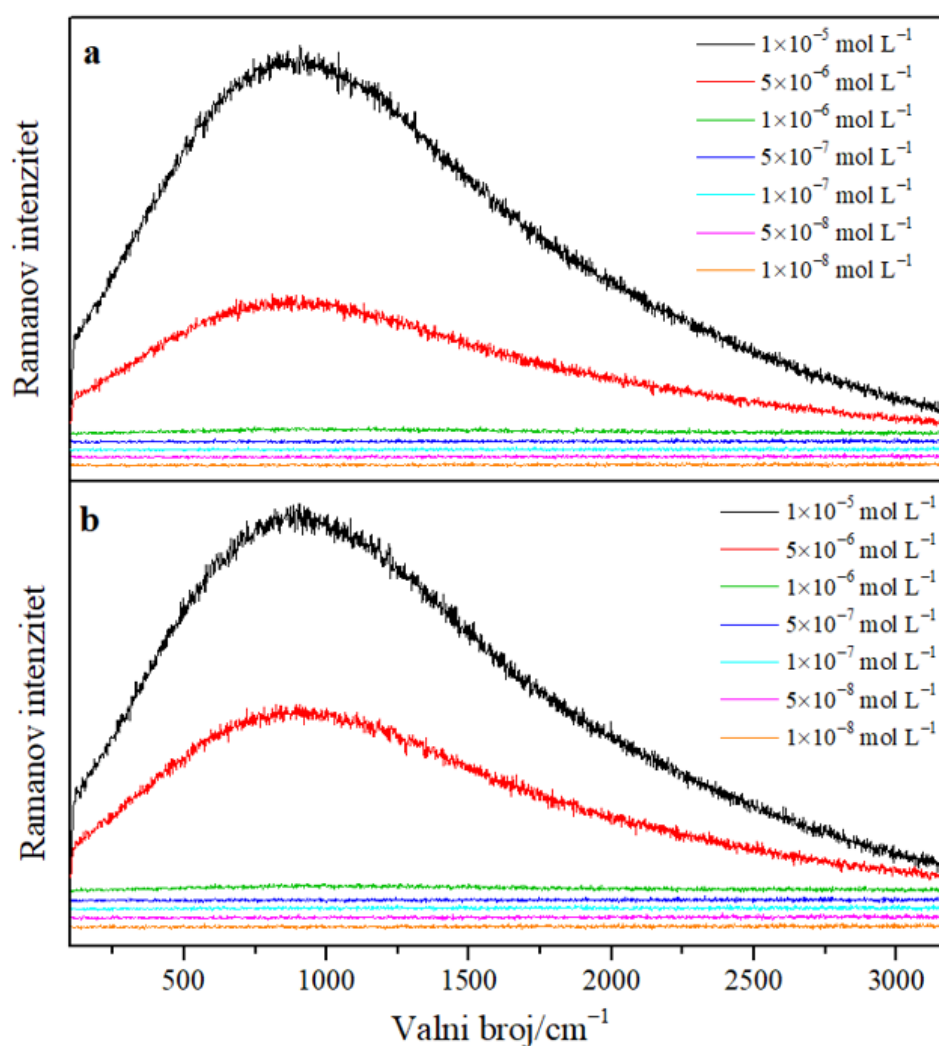 a
1×10⁻⁵ mol L⁻¹
5×10⁻⁶ mol L⁻¹
1×10⁻⁶ mol L⁻¹
5×10⁻⁷ mol L⁻¹
1×10⁻⁷ mol L⁻¹
5×10⁻⁸ mol L⁻¹
1×10⁻⁸ mol L⁻¹
Ramanov intenzitet
b
1×10⁻⁵ mol L⁻¹
5×10⁻⁶ mol L⁻¹
1×10⁻⁶ mol L⁻¹
5×10⁻⁷ mol L⁻¹
1×10⁻⁷ mol L⁻¹
5×10⁻⁸ mol L⁻¹
1×10⁻⁸ mol L⁻¹
Ramanov intenzitet
500 1000 1500 2000 2500 3000
Valni broj/cm⁻¹